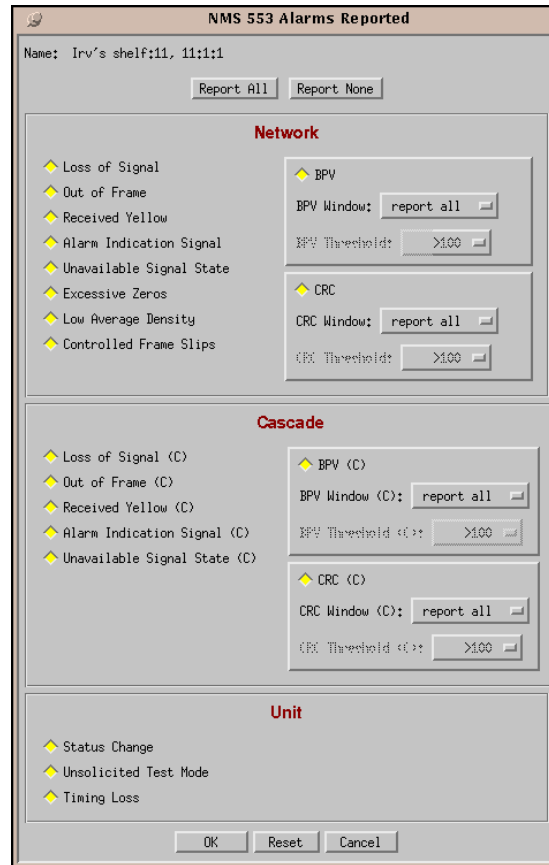 NMS 553 Alarms Reported
Name: Irv's shelf:11, 11:1:1
Report All Report None
Network
Loss of Signal
Out of Frame
Received Yellow
Alarm Indication Signal
Unavailable Signal State
Excessive Zeros
Low Average Density
Controlled Frame Slips
BPV
BPV Window: report all
BPV Threshold: >100
CRC
CRC Window: report all
CRC Threshold: >100
Cascade
Loss of Signal (C)
Out of Frame (C)
Received Yellow (C)
Alarm Indication Signal (C)
Unavailable Signal State (C)
BPV (C)
BPV Window (C): report all
BPV Threshold (C): >100
CRC (C)
CRC Window (C): report all
CRC Threshold (C): >100
Unit
Status Change
Unsolicited Test Mode
Timing Loss
OK Reset Cancel